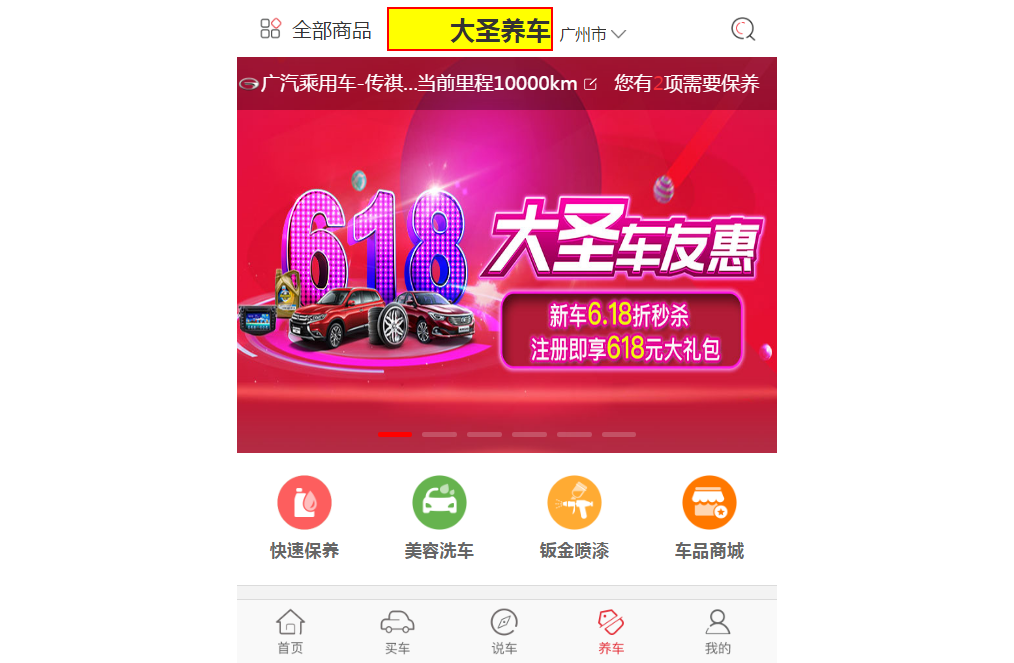 全部商品 大圣养车 广州市
广汽乘用车-传祺...当前里程10000km 您有2项需要保养
618
大圣车友惠
新车6.18折秒杀
注册即享618元大礼包
快速保养 美容洗车 钣金喷漆 车品商城
首页 买车 说车 养车 我的